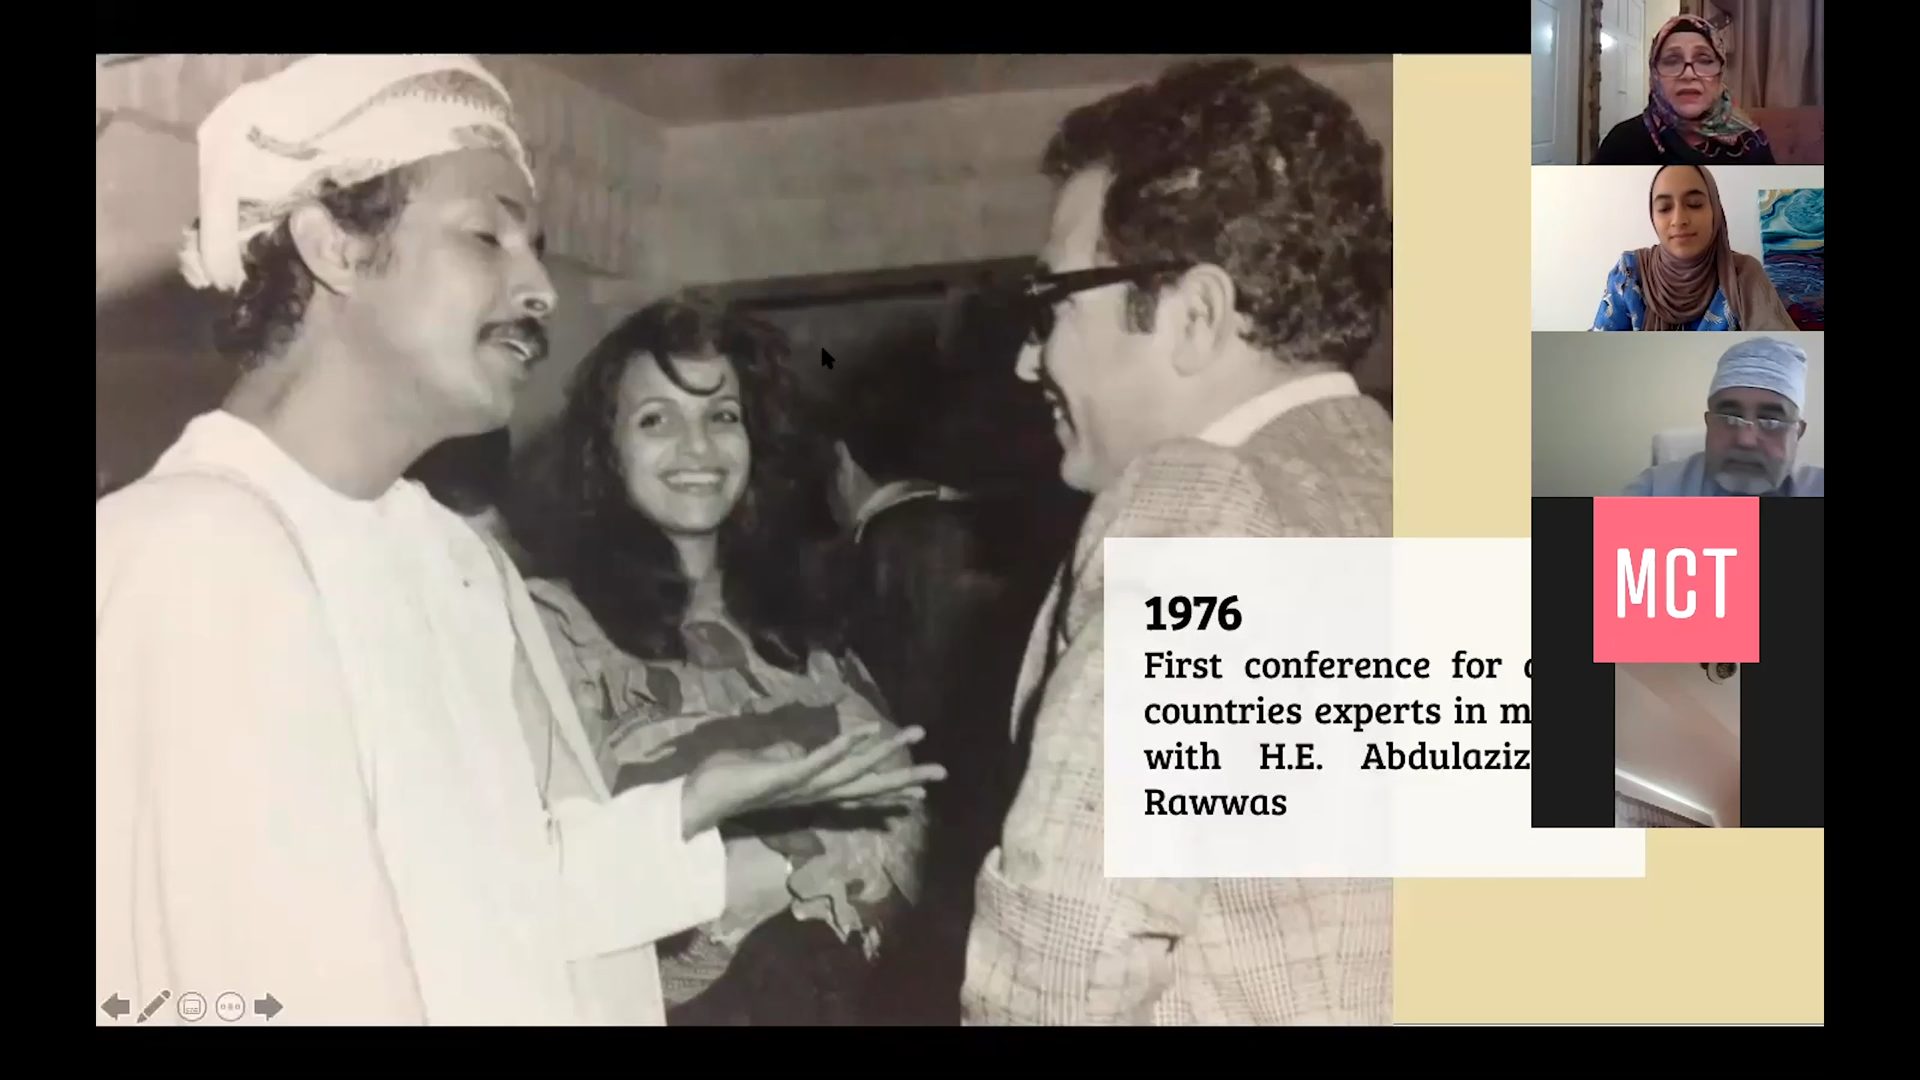 1976
First conference for
countries experts in
with H.E. Abdulaziz
Rawwas
MCT